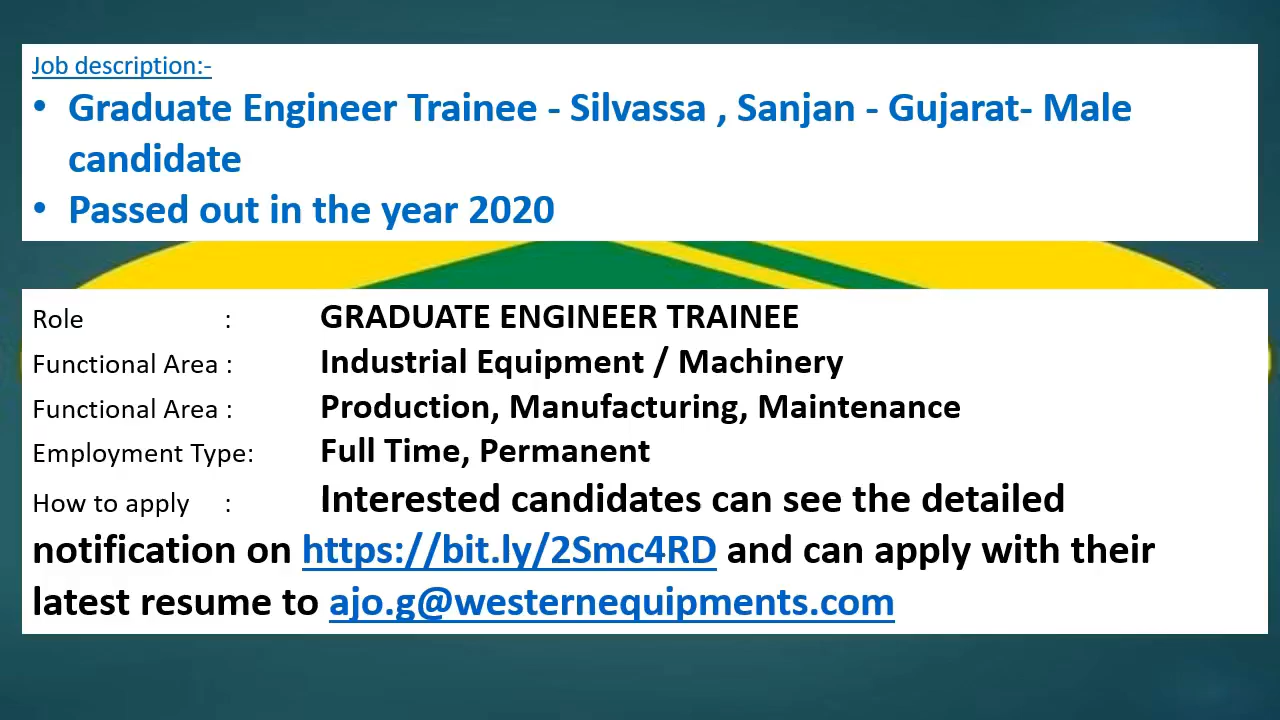 Job description:-
• Graduate Engineer Trainee - Silvassa , Sanjan - Gujarat- Male
candidate
• Passed out in the year 2020
Role : GRADUATE ENGINEER TRAINEE
Functional Area : Industrial Equipment / Machinery
Functional Area : Production, Manufacturing, Maintenance
Employment Type: Full Time, Permanent
How to apply : Interested candidates can see the detailed
notification on https://bit.ly/2Smc4RD and can apply with their
latest resume to ajo.g@westernequipments.com